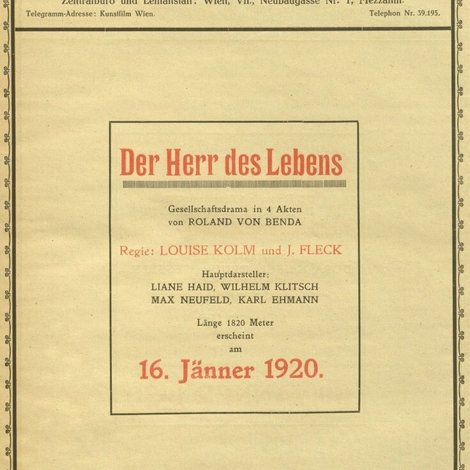 Zentralbüro und Leihanstalt: Wien, VII., Neubaugasse Nr. 1, Mezzanin.
Telegramm-Adresse: Kunstfilm Wien. Telephon Nr. 39.195.
Der Herr des Lebens
Gesellschaftsdrama in 4 Akten
von ROLAND VON BENDA
Regie: LOUISE KOLM und J. FLECK
Hauptdarsteller:
LIANE HAID, WILHELM KLITSCH
MAX NEUFELD, KARL EHMANN
Länge 1820 Meter
erscheint
am
16. Jänner 1920.